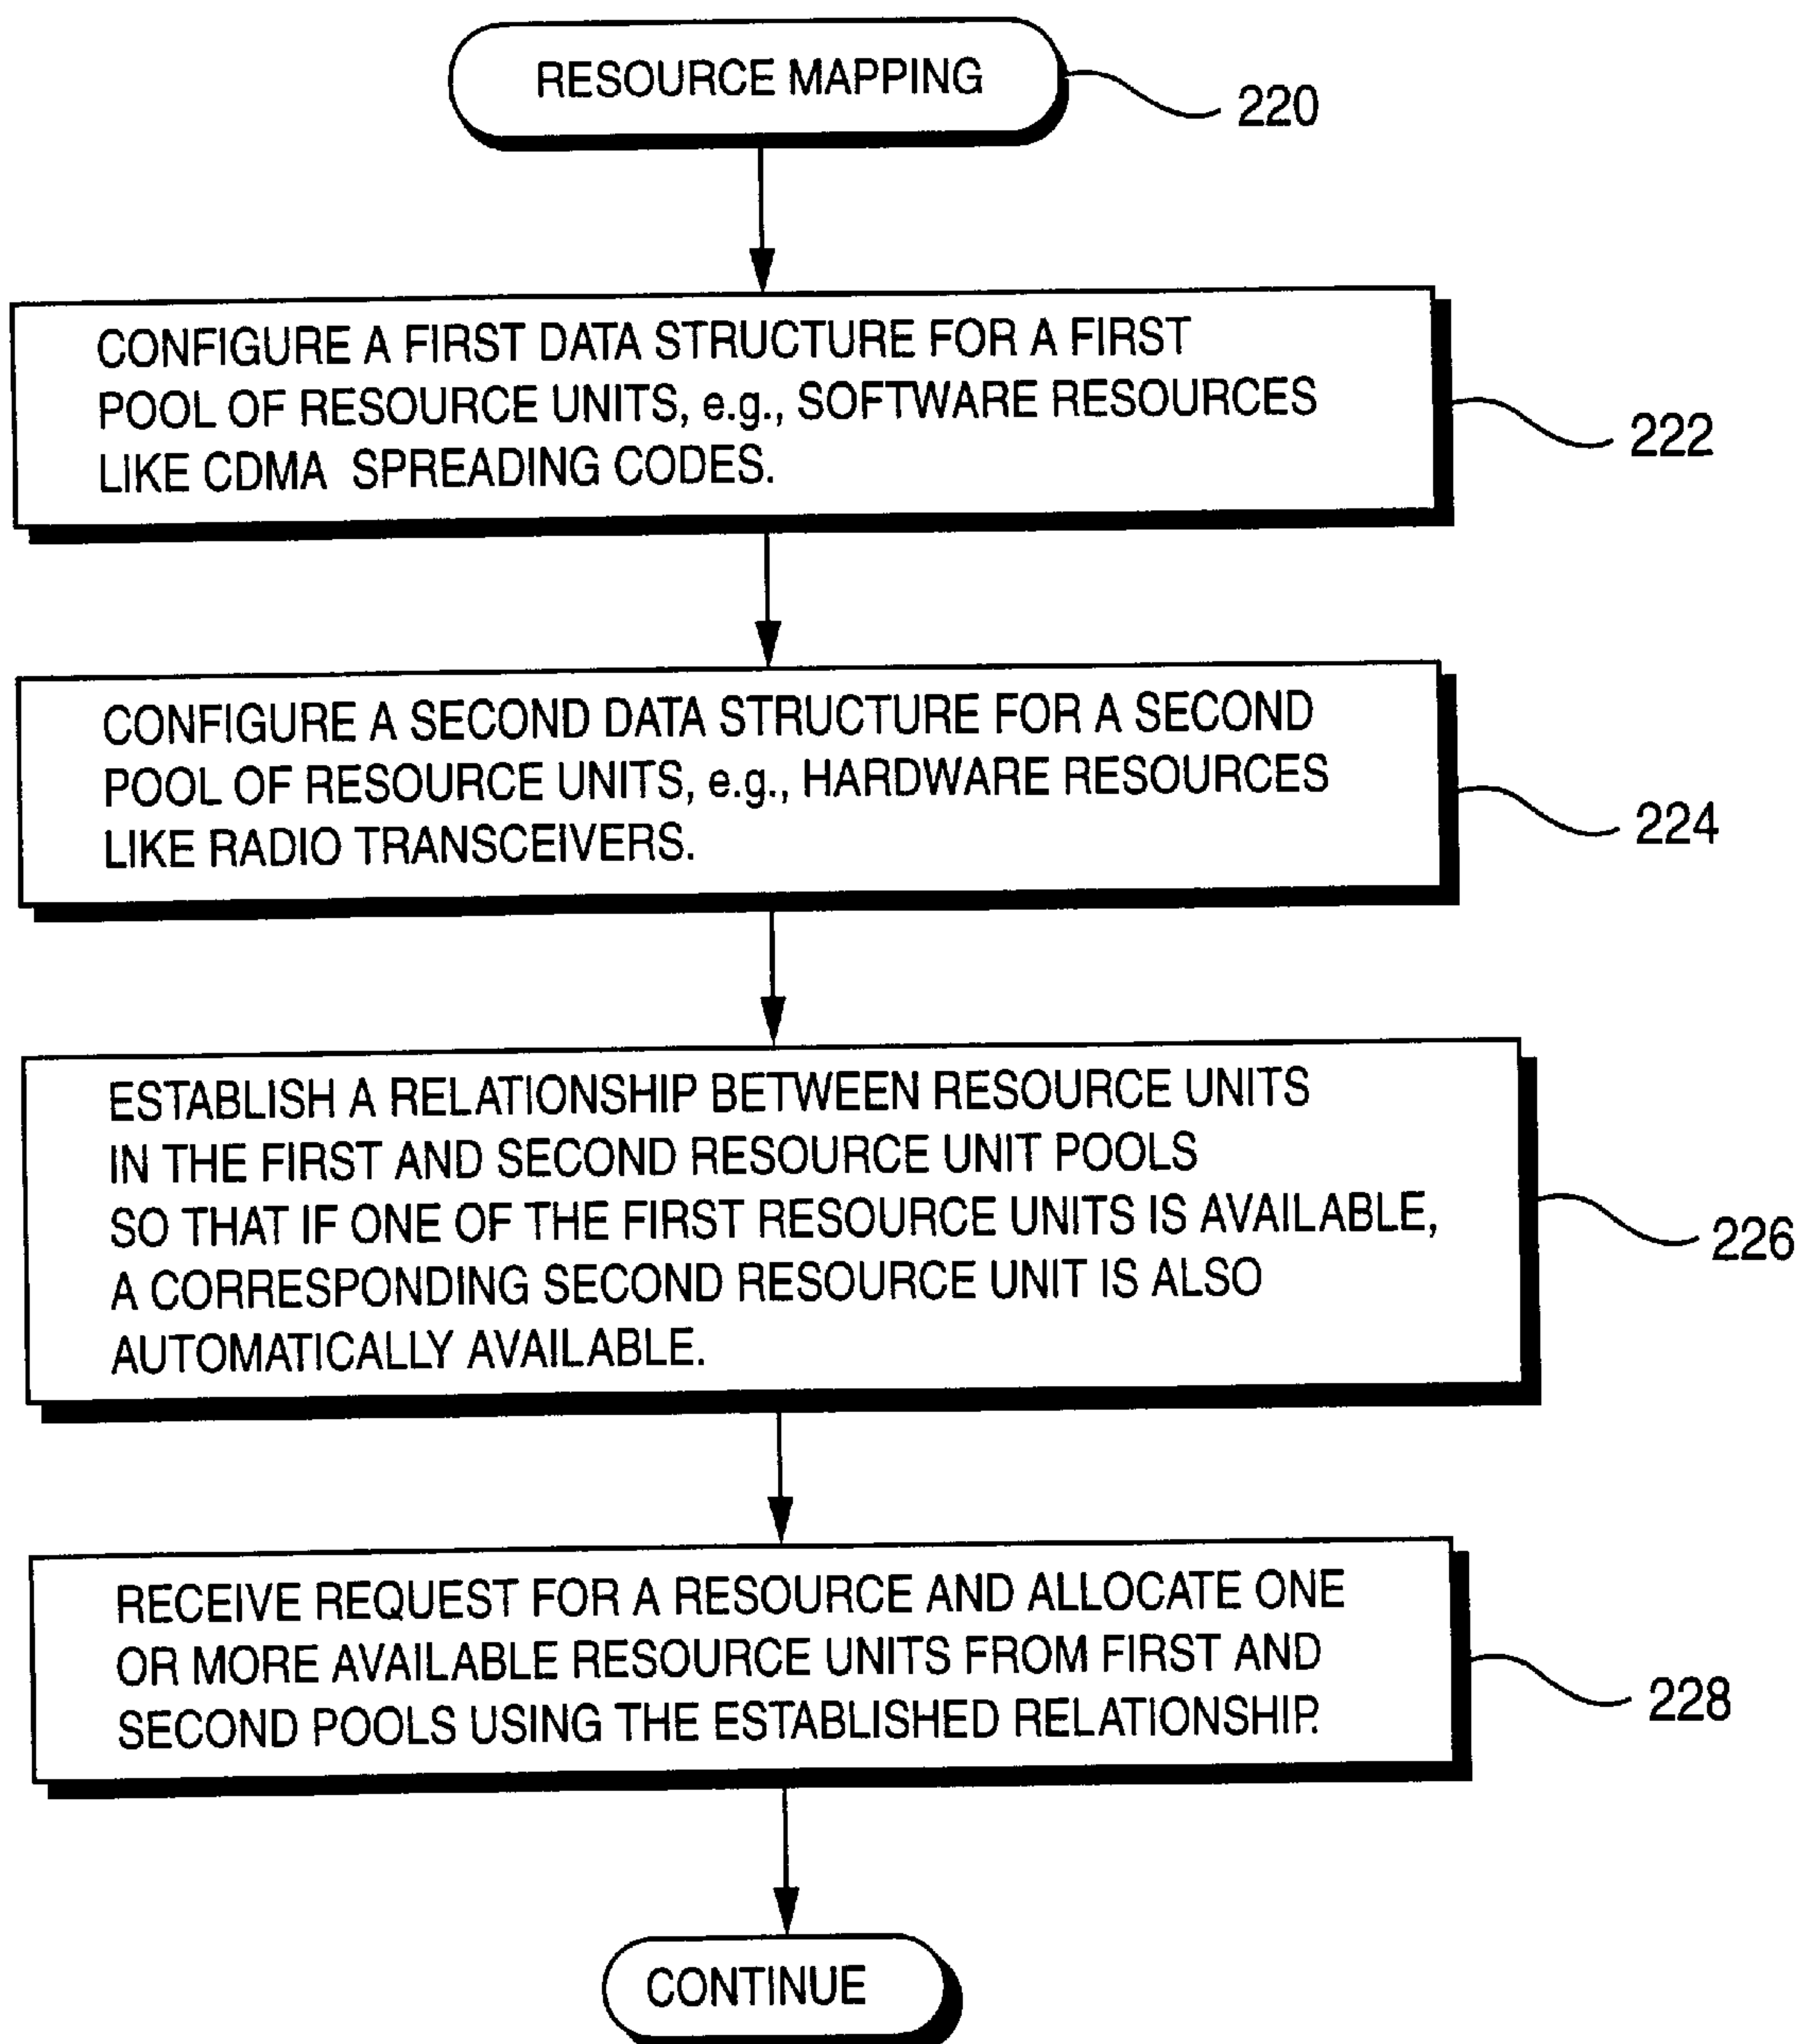 RESOURCE MAPPING
220
CONFIGURE A FIRST DATA STRUCTURE FOR A FIRST
POOL OF RESOURCE UNITS, e.g., SOFTWARE RESOURCES
LIKE CDMA SPREADING CODES.
222
CONFIGURE A SECOND DATA STRUCTURE FOR A SECOND
POOL OF RESOURCE UNITS, e.g., HARDWARE RESOURCES
LIKE RADIO TRANSCEIVERS.
224
ESTABLISH A RELATIONSHIP BETWEEN RESOURCE UNITS
IN THE FIRST AND SECOND RESOURCE UNIT POOLS
SO THAT IF ONE OF THE FIRST RESOURCE UNITS IS AVAILABLE,
A CORRESPONDING SECOND RESOURCE UNIT IS ALSO
AUTOMATICALLY AVAILABLE.
226
RECEIVE REQUEST FOR A RESOURCE AND ALLOCATE ONE
OR MORE AVAILABLE RESOURCE UNITS FROM FIRST AND
SECOND POOLS USING THE ESTABLISHED RELATIONSHIP.
228
CONTINUE